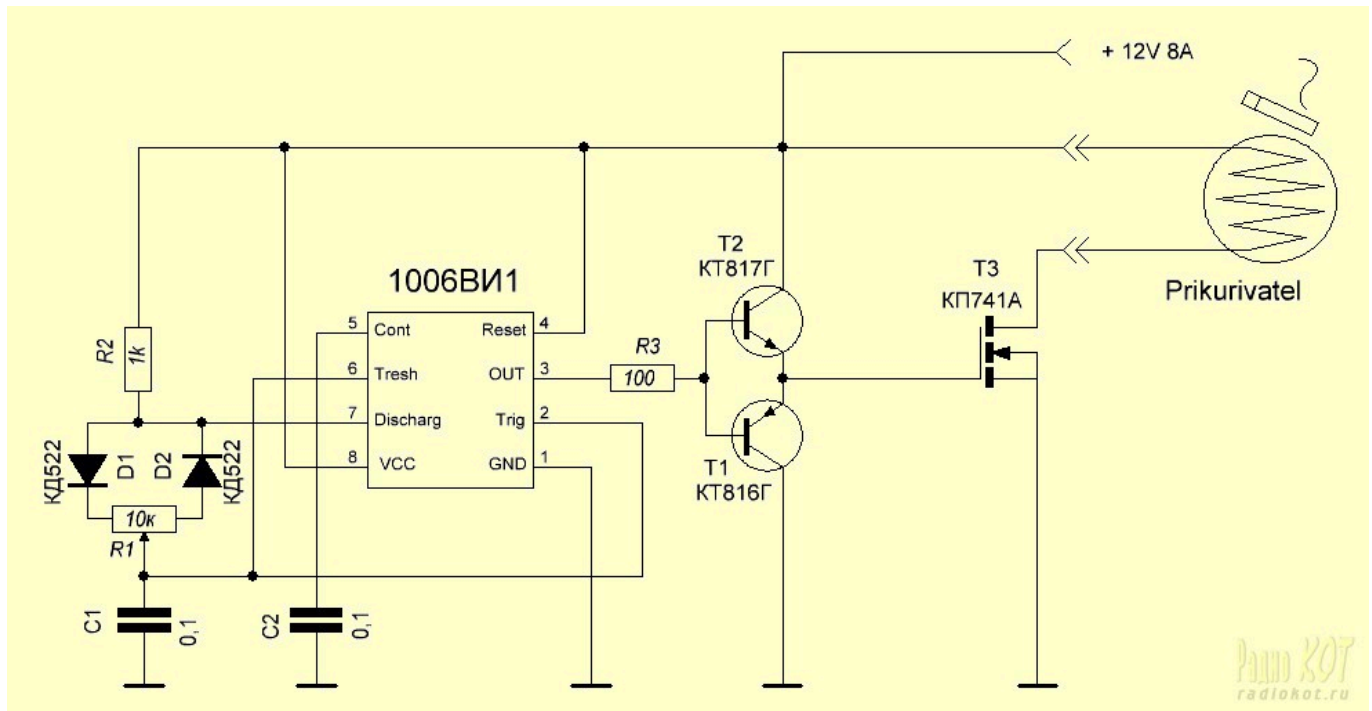 + 12V 8A
T2
КТ817Г
T3
КП741А
Prikurivatel
1006ВИ1
5 Cont Reset 4
6 Tresh OUT 3
7 Discharg Trig 2
8 VCC GND 1
R3
100
R2
1k
T1
КТ816Г
КД522
D1
D2
КД522
10к
R1
C1
0,1
C2
0,1
Радио КОТ
radiokot.ru